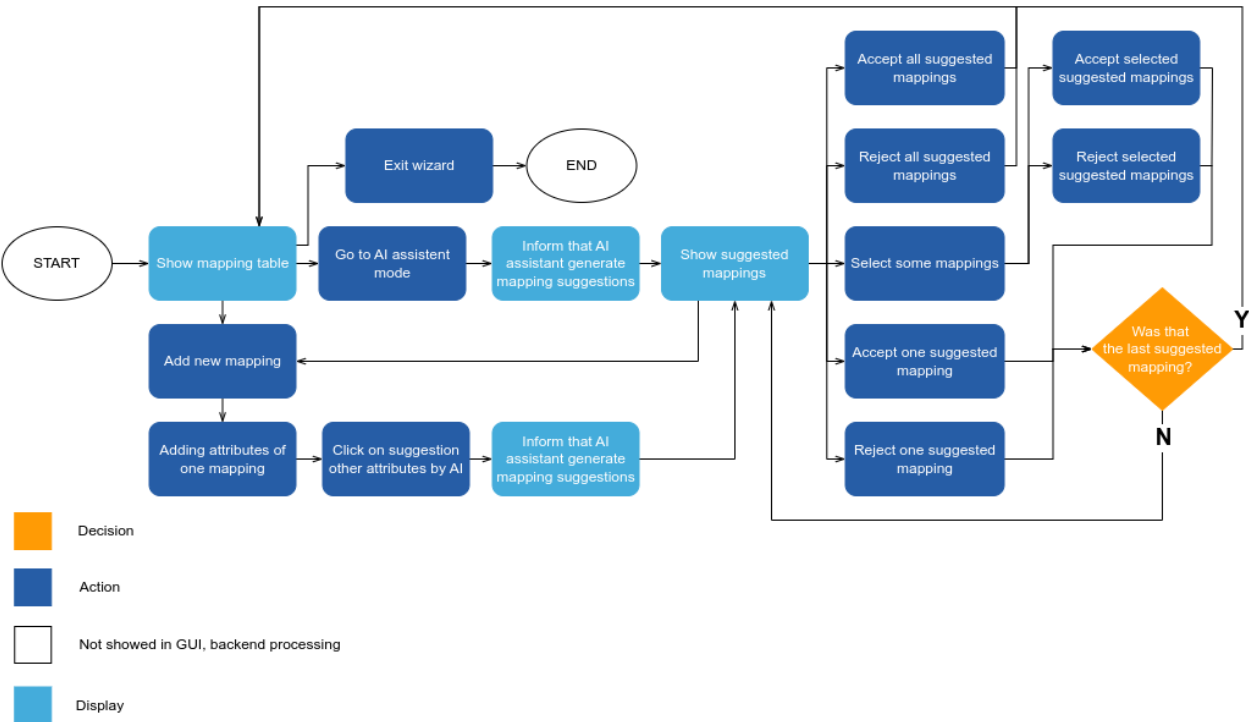 Accept all suggested
mappings
Accept selected
suggested mappings
Exit wizard
END
Reject all suggested
mappings
Reject selected
suggested mappings
START
Show mapping table
Go to AI assistent
mode
Inform that AI
assistant generate
mapping suggestions
Show suggested
mappings
Select some mappings
Add new mapping
Accept one suggested
mapping
Was that
the last suggested
mapping?
Y
N
Adding attributes of
one mapping
Click on suggestion
other attributes by AI
Inform that AI
assistant generate
mapping suggestions
Reject one suggested
mapping
Decision
Action
Not showed in GUI, backend processing
Display